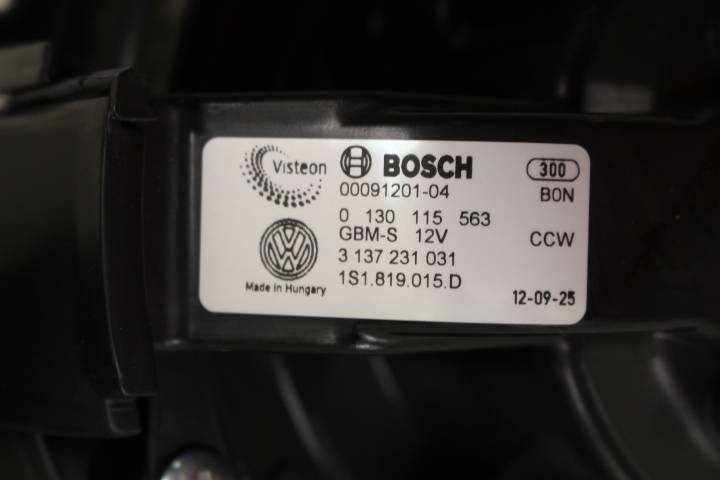 Visteon
BOSCH
300
00091201-04
B0N
0 130 115 563
GBM-S 12V
CCW
3 137 231 031
Made in Hungary
1S1.819.015.D
12-09-25